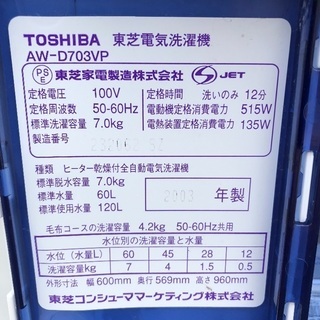 TOSHIBA 東芝電気洗濯機
AW-D703VP
PS E 東芝家電製造株式会社 S JET
定格電圧 100V 定格時間 洗いのみ 12分
定格周波数 50-60Hz 電動機定格消費電力 515W
標準洗濯容量 7.0kg 電熱装置定格消費電力 135W
製造番号
種類 ヒーター乾燥付全自動電気洗濯機
標準脱水容量 7.0kg 2003 年製
標準水量 60L
標準使用水量 120L
毛布コースの洗濯容量 4.2kg 50-60Hz共用
水位別の洗濯容量と水量
水位(水量L) 60 45 28 12
洗濯容量(kg) 7 4 1.5 0.5
外形寸法 幅600mm 奥行569mm 高さ960mm
東芝コンシューママーケティング株式会社